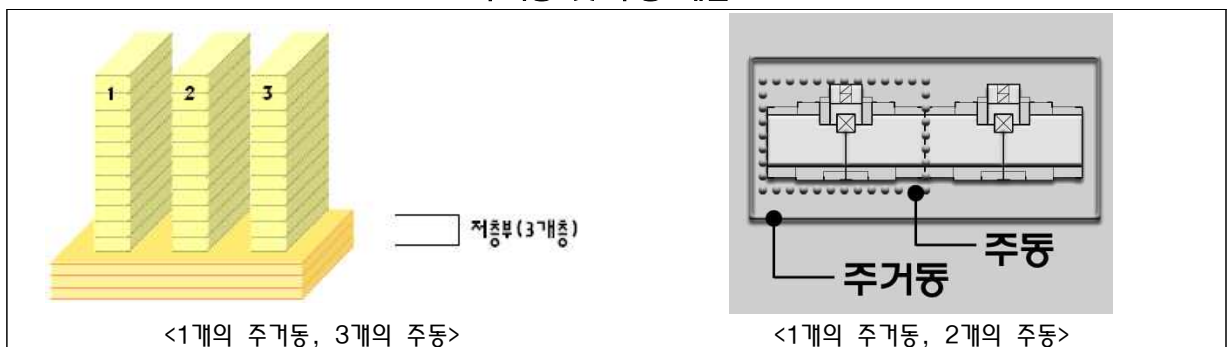 1
2
3
저층부(3개층)
주동
주거동
<1개의 주거동, 3개의 주동>
<1개의 주거동, 2개의 주동>